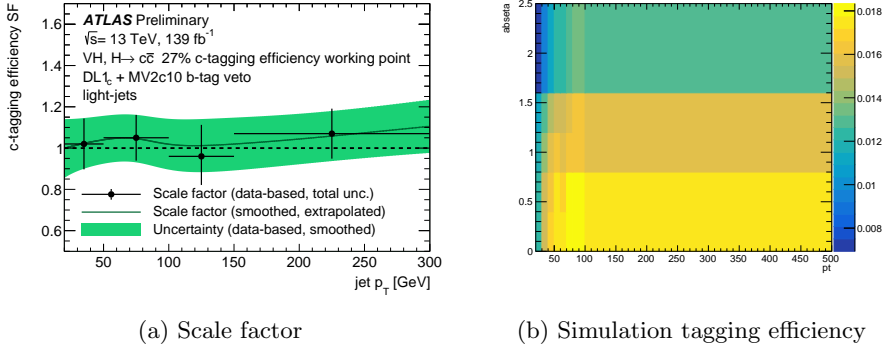 ATLAS Preliminary
√s= 13 TeV, 139 fb⁻¹
VH, H→ cc̄ 27% c-tagging efficiency working point
DL1c + MV2c10 b-tag veto
light-jets
c-tagging efficiency SF
1.6
1.4
1.2
1
0.8
0.6
Scale factor (data-based, total unc.)
Scale factor (smoothed, extrapolated)
Uncertainty (data-based, smoothed)
50 100 150 200 250 300
jet pT [GeV]
(a) Scale factor
abseta
2.5
2
1.5
1
0.5
0
50 100 150 200 250 300 350 400 450 500
pt
0.018
0.016
0.014
0.012
0.010
0.008
(b) Simulation tagging efficiency